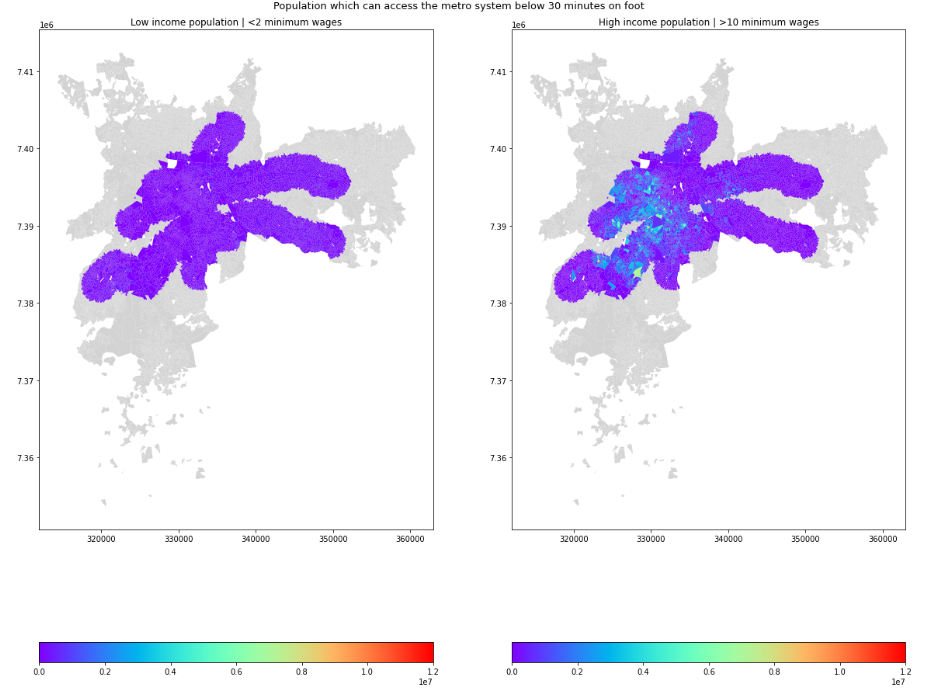 Population which can access the metro system below 30 minutes on foot
Low income population | <2 minimum wages
1e6
7.41
7.40
7.39
7.38
7.37
7.36
320000 330000 340000 350000 360000
0.0 0.2 0.4 0.6 0.8 1.0 1.2
1e7
High income population | >10 minimum wages
1e6
7.41
7.40
7.39
7.38
7.37
7.36
320000 330000 340000 350000 360000
0.0 0.2 0.4 0.6 0.8 1.0 1.2
1e7